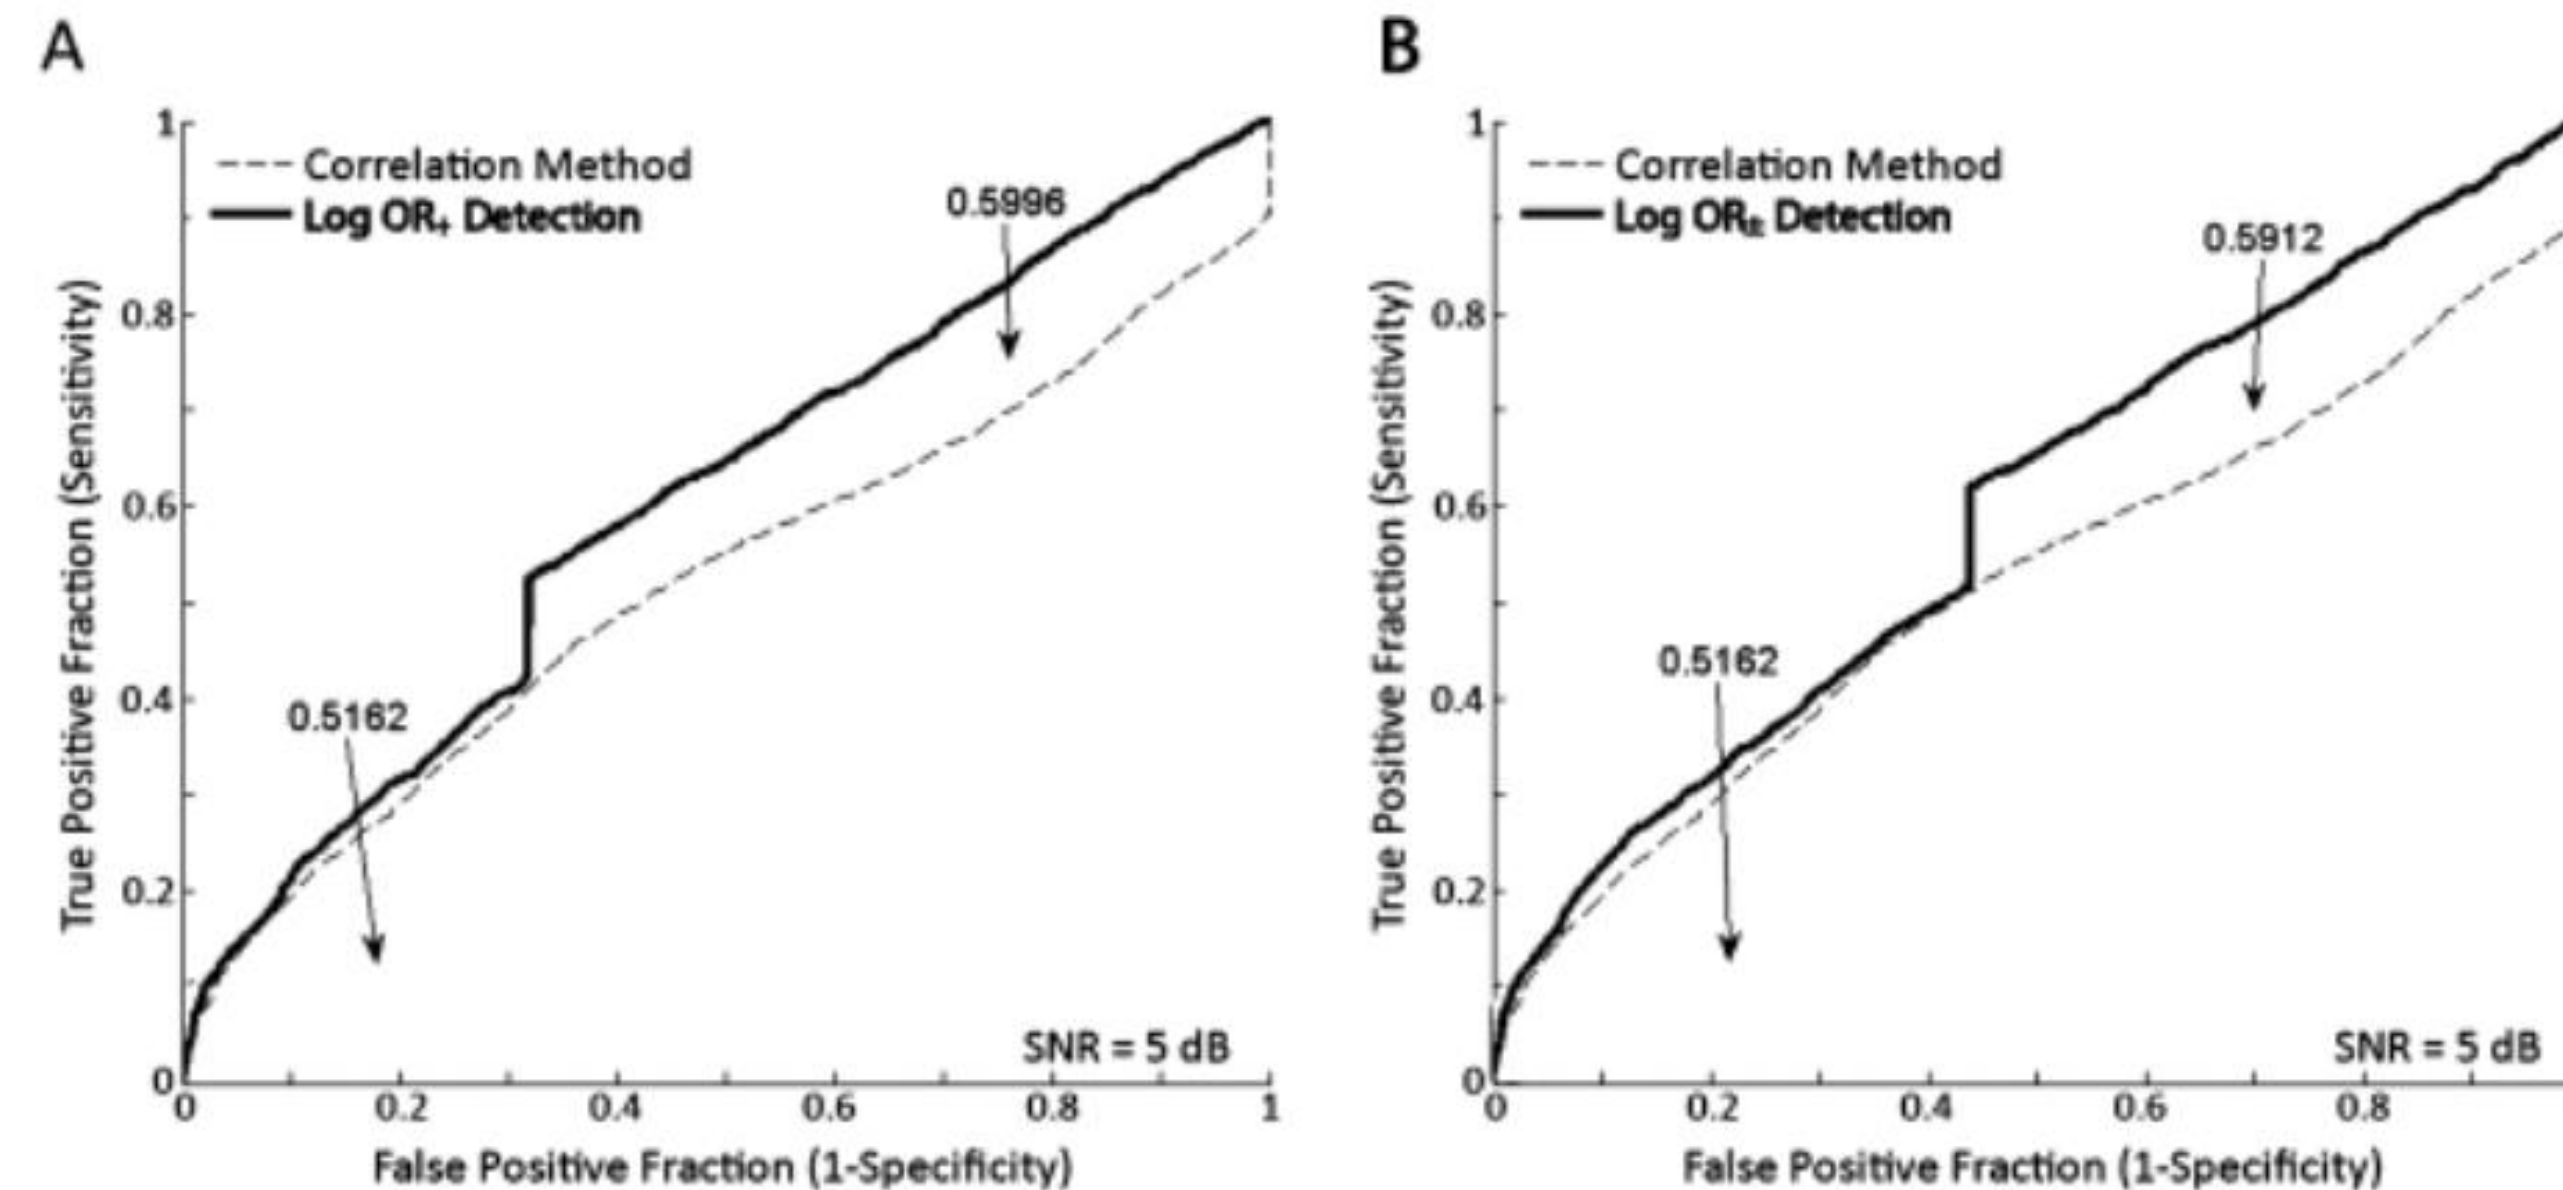 A
1
0.8
0.6
0.4
0.2
0
True Positive Fraction (Sensitivity)
Correlation Method
Log OR+ Detection
0.5996
0.5162
SNR = 5 dB
0 0.2 0.4 0.6 0.8 1
False Positive Fraction (1-Specificity)
B
1
0.8
0.6
0.4
0.2
0
True Positive Fraction (Sensitivity)
Correlation Method
Log OR± Detection
0.5912
0.5162
SNR = 5 dB
0 0.2 0.4 0.6 0.8
False Positive Fraction (1-Specificity)